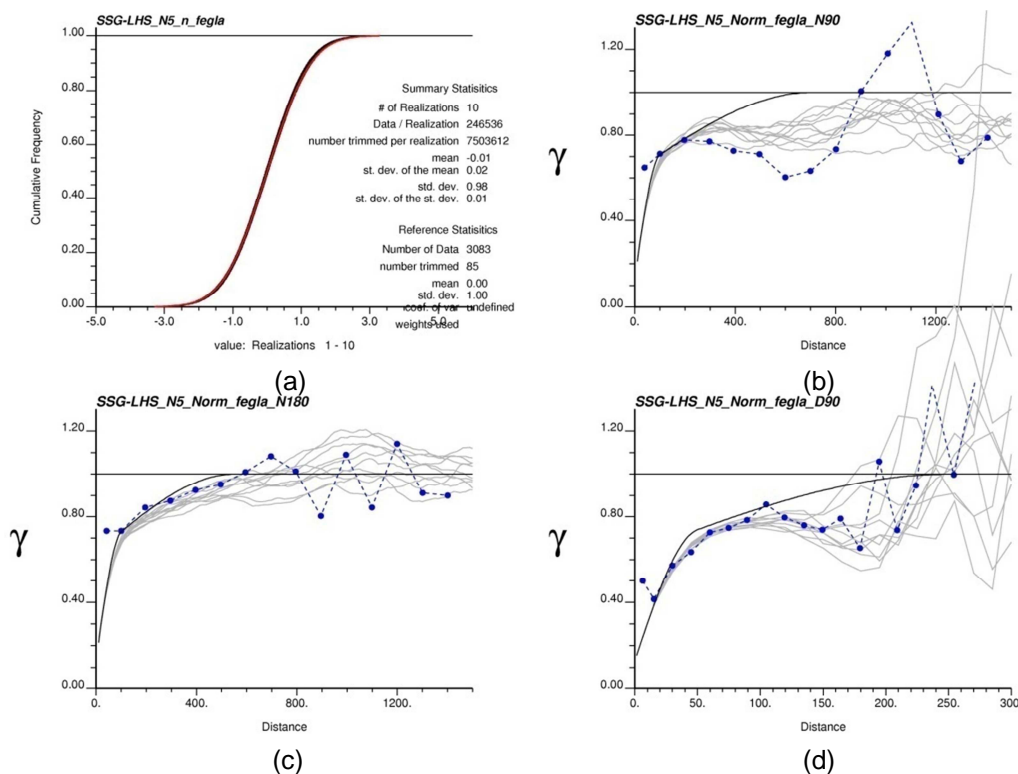 SSG-LHS_N5_n_fegla
1.00
0.80
0.60
0.40
0.20
0.00
Cumulative Frequency
-5.0
-3.0
-1.0
1.0
3.0
5.0
value: Realizations 1 - 10
Summary Statisitics
# of Realizations 10
Data / Realization 246536
number trimmed per realization 7503612
mean -0.01
st. dev. of the mean 0.02
std. dev. 0.98
st. dev. of the st. dev. 0.01
Reference Statisitics
Number of Data 3083
number trimmed 85
mean 0.00
std. dev. 1.00
coef. of var undefined
weights used
(a)
SSG-LHS_N5_Norm_fegla_N90
γ
1.20
0.80
0.40
0.00
0.
400.
800.
1200.
Distance
(b)
SSG-LHS_N5_Norm_fegla_N180
γ
1.20
0.80
0.40
0.00
0.
400.
800.
1200.
Distance
(c)
SSG-LHS_N5_Norm_fegla_D90
γ
1.20
0.80
0.40
0.00
0.
50.
100.
150.
200.
250.
300.
Distance
(d)